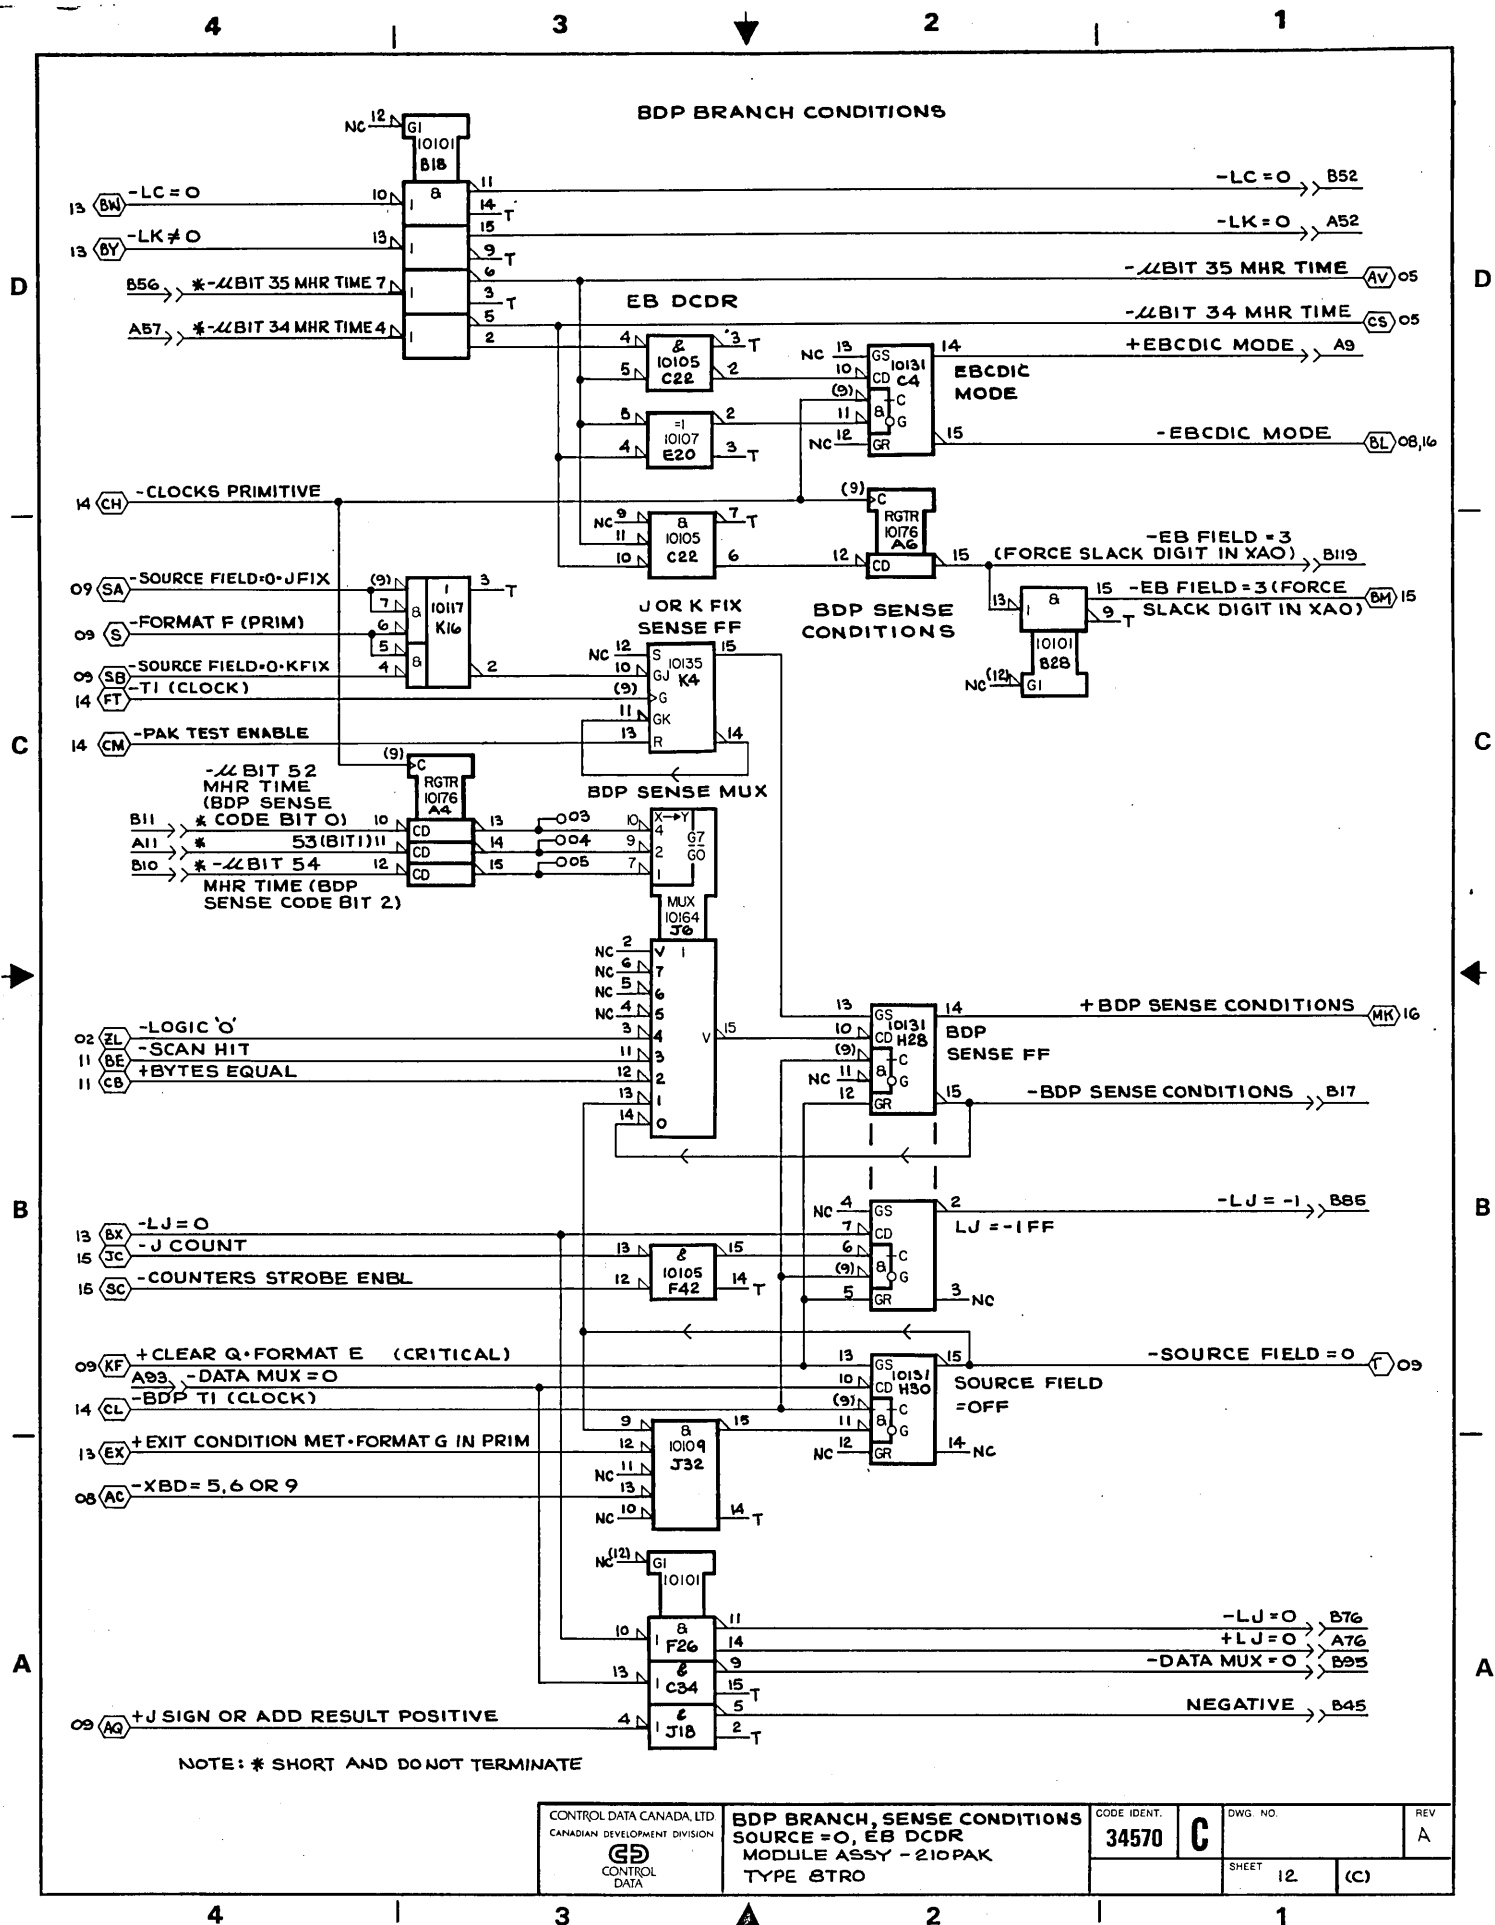 4 3 2 1
BDP BRANCH CONDITIONS
NC 12 G1
10101
B18
13 BW -LC = 0 10 1 & 11 -LC = 0 B52
14 T
13 BY -LK ≠ 0 13 1 15 -LK = 0 A52
9 T
B56 *-µBIT 35 MHR TIME 7 1 6 -µBIT 35 MHR TIME AV 05
3 T
A57 *-µBIT 34 MHR TIME 4 1 5 -µBIT 34 MHR TIME CS 05
2
D D
EB DCDR
4 & 3 T
10105
5 C22 2
NC 13 GS 14 +EBCDIC MODE A9
10 CD 10131 C4
EBCDIC
MODE
(9) C
11 & G
NC 12 GR 15 -EBCDIC MODE BL 08,16
5 =1 2
10107
4 E20 3 T
14 CH -CLOCKS PRIMITIVE (9) C
RGTR
10176
A6
NC 9 & 7 T
11 10105
10 C22 6 12 CD 15
-EB FIELD = 3
(FORCE SLACK DIGIT IN XAO) B119
13 1 & 15 -EB FIELD = 3 (FORCE BM 15
9 T SLACK DIGIT IN XAO)
10101
B28
NC (12) G1
BDP SENSE
CONDITIONS
09 SA -SOURCE FIELD=0•JFIX (9) 1 3 T
7 & 10117
K16
09 S -FORMAT F (PRIM) 6
5
09 SB -SOURCE FIELD=0•KFIX 4 & 2
J OR K FIX
SENSE FF
NC 12 S 15
10 GJ 10135
K4
14 FT -T1 (CLOCK) (9) G
11 GK
14 CM -PAK TEST ENABLE 13 R 14
C C
(9) C
RGTR
10176
A4
-µ BIT 52
MHR TIME
(BDP SENSE
B11 * CODE BIT 0) 10 CD 13 03
A11 * 53 (BIT 1) 11 CD 14 04
B10 *-µBIT 54 12 CD 15 05
MHR TIME (BDP
SENSE CODE BIT 2)
BDP SENSE MUX
10 X→Y
4 G7
9 2 G0
7 1
MUX
10164
J6
NC 2 V 1
NC 6 7
NC 5 6
NC 4 5
02 ZL -LOGIC '0' 3 4 V 15
11 BE -SCAN HIT 11 3
11 CB +BYTES EQUAL 12 2
13 1
14 0
13 GS 14 +BDP SENSE CONDITIONS MK 16
10 CD 10131 H28
BDP
SENSE FF
(9) C
NC 11 & G
12 GR 15 -BDP SENSE CONDITIONS B17
B B
NC 4 GS 2 -LJ = -1 B85
LJ = -1 FF
13 BX -LJ = 0 7 CD
15 JC -J COUNT 13 & 15 6 C
10105
(9) & G
15 SC -COUNTERS STROBE ENBL 12 F42 14 T
5 GR 3 NC
09 KF +CLEAR Q•FORMAT E (CRITICAL) 13 GS 15 -SOURCE FIELD = 0 T 09
A93 -DATA MUX = 0 10 CD 10131 H30
SOURCE FIELD
=0FF
14 CL -BDP T1 (CLOCK) (9) C
9 & 15 11 & G
13 EX +EXIT CONDITION MET•FORMAT G IN PRIM 12 10109
J32
NC 12 GR 14 NC
NC 11
08 AC -XBD = 5, 6 OR 9 13
NC 10 14 T
NC (12) G1
10101
10 1 & F26 11 -LJ = 0 B76
14 +LJ = 0 A76
13 1 & C34 9 -DATA MUX = 0 B95
15 T
09 AQ +J SIGN OR ADD RESULT POSITIVE 4 1 & J18 5 NEGATIVE B45
2 T
A A
NOTE: * SHORT AND DO NOT TERMINATE
CONTROL DATA CANADA, LTD
CANADIAN DEVELOPMENT DIVISION
CONTROL
DATA
BDP BRANCH, SENSE CONDITIONS
SOURCE = 0, EB DCDR
MODULE ASSY - 210 PAK
TYPE 8TR0
CODE IDENT.
34570
C
DWG. NO.
REV
A
SHEET 12 (C)
4 3 2 1